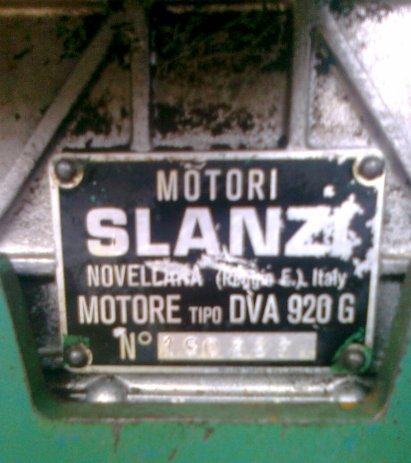 MOTORI
SLANZI
NOVELLARA (Reggio E.), Italy
MOTORE TIPO DVA 920 G
N°